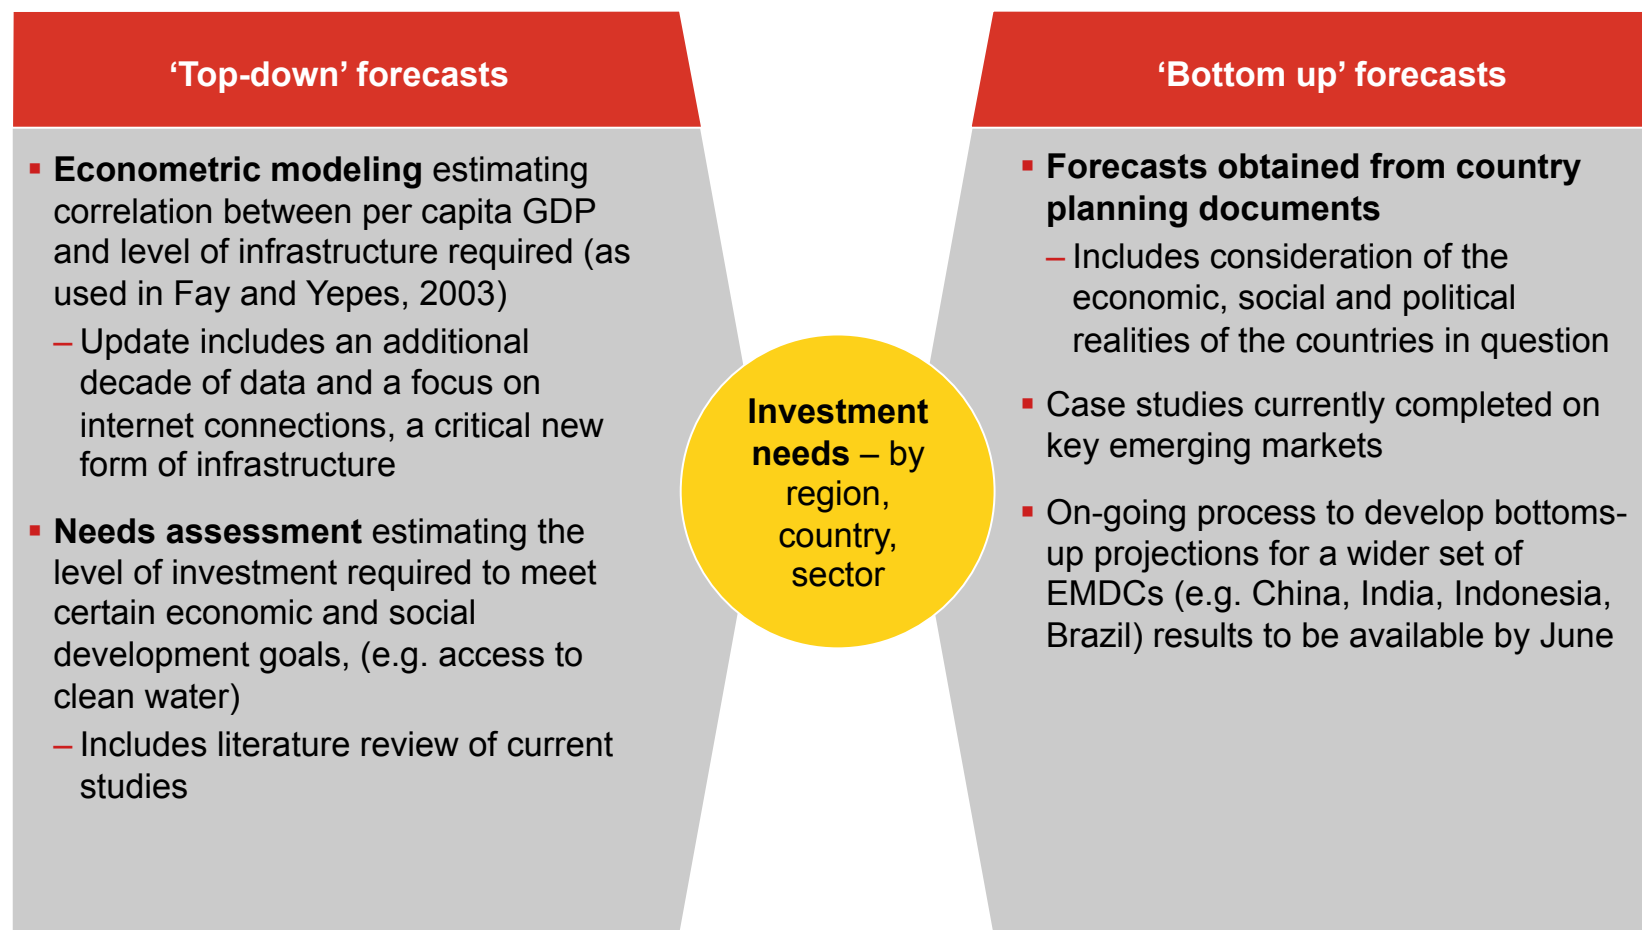 ‘Top-down’ forecasts
▪ Econometric modeling estimating
correlation between per capita GDP
and level of infrastructure required (as
used in Fay and Yepes, 2003)
– Update includes an additional
decade of data and a focus on
internet connections, a critical new
form of infrastructure
▪ Needs assessment estimating the
level of investment required to meet
certain economic and social
development goals, (e.g. access to
clean water)
– Includes literature review of current
studies
Investment
needs – by
region,
country,
sector
‘Bottom up’ forecasts
▪ Forecasts obtained from country
planning documents
– Includes consideration of the
economic, social and political
realities of the countries in question
▪ Case studies currently completed on
key emerging markets
▪ On-going process to develop bottoms-
up projections for a wider set of
EMDCs (e.g. China, India, Indonesia,
Brazil) results to be available by June